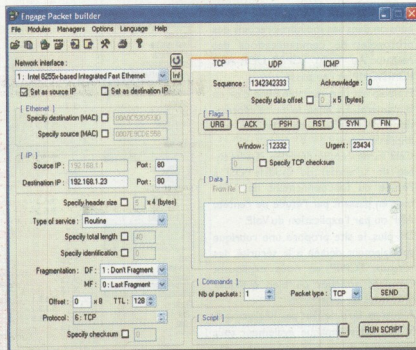 Engage Packet builder
File Modules Managers Options Language Help
Network interface :
1 : Intel 8255x-based Integrated Fast Ethernet
Inf
Set as source IP Set as destination IP
[ Ethernet ]
Specify destination (MAC)
Specify source (MAC)
[ IP ]
Source IP : 192.168.1.1 Port : 80
Destination IP : 192.168.1.23 Port : 80
Specify header size x 4 (bytes)
Type of service : Routine
Specify total length 40
Specify identification
Fragmentation : DF : 1 : Don't Fragment
MF : 0 : Last Fragment
Offset : 0 x 8 TTL : 128
Protocol : 6 : TCP
Specify checksum 0
TCP UDP ICMP
Sequence : 1342342333 Acknowledge : 0
Specify data offset x 5 (bytes)
[ Flags ]
URG ACK PSH RST SYN FIN
Window : 12332 Urgent : 23434
0 Specify TCP checksum
[ Data ]
From file
[ Commands ]
Nb of packets : 1 Packet type : TCP SEND
[ Script ]
... RUN SCRIPT